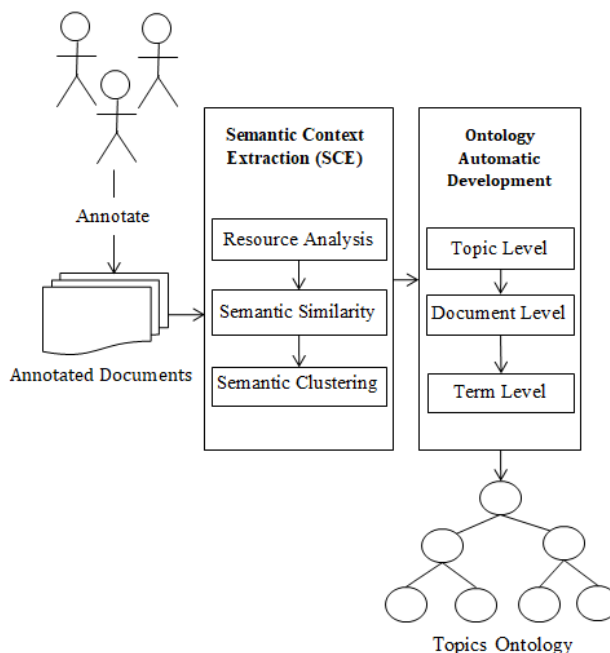 Annotate
Annotated Documents
Semantic Context
Extraction (SCE)
Resource Analysis
Semantic Similarity
Semantic Clustering
Ontology
Automatic
Development
Topic Level
Document Level
Term Level
Topics Ontology